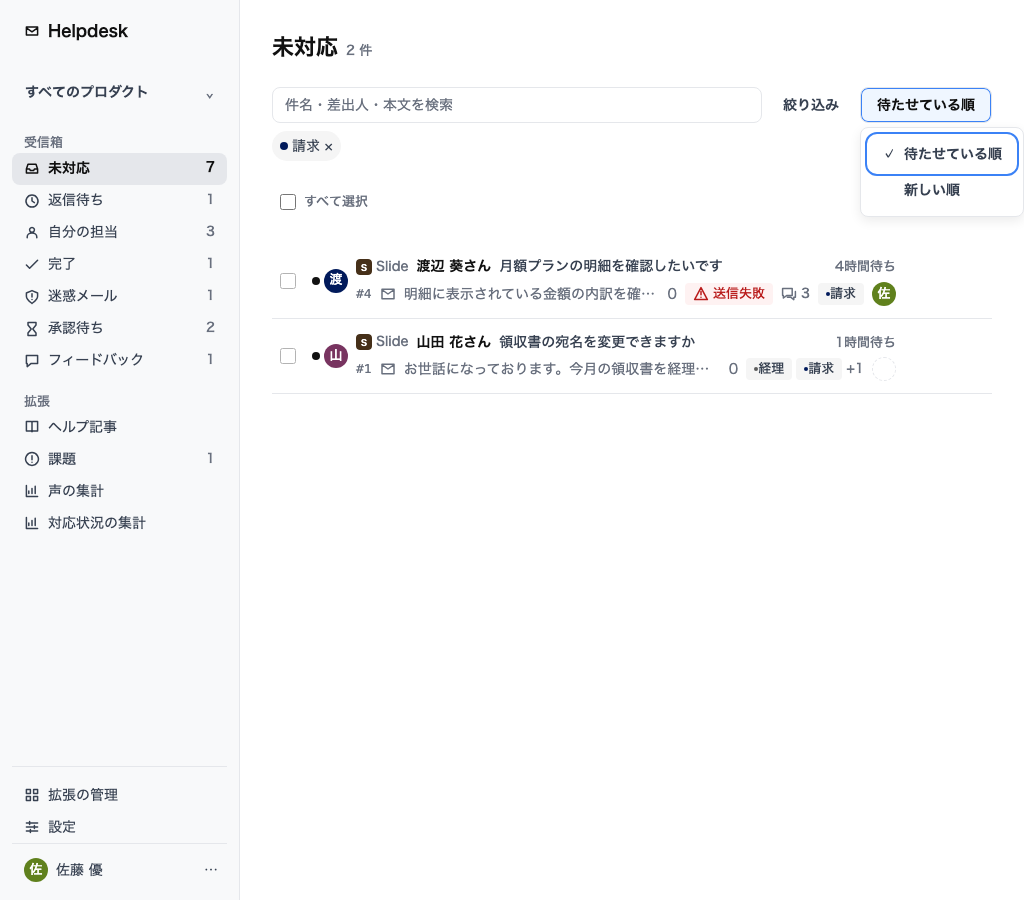 Helpdesk
すべてのプロダクト
受信箱
未対応 7
返信待ち 1
自分の担当 3
完了 1
迷惑メール 1
承認待ち 2
フィードバック 1
拡張
ヘルプ記事
課題 1
声の集計
対応状況の集計
拡張の管理
設定
佐 佐藤 優 …
未対応 2 件
件名・差出人・本文を検索 絞り込み 待たせている順
請求 ×
✓ 待たせている順
新しい順
すべて選択
渡 S Slide 渡辺 葵さん 月額プランの明細を確認したいです 4時間待ち
#4 明細に表示されている金額の内訳を確… 0 送信失敗 3 •請求 佐
山 S Slide 山田 花さん 領収書の宛名を変更できますか 1時間待ち
#1 お世話になっております。今月の領収書を経理… 0 •経理 •請求 +1